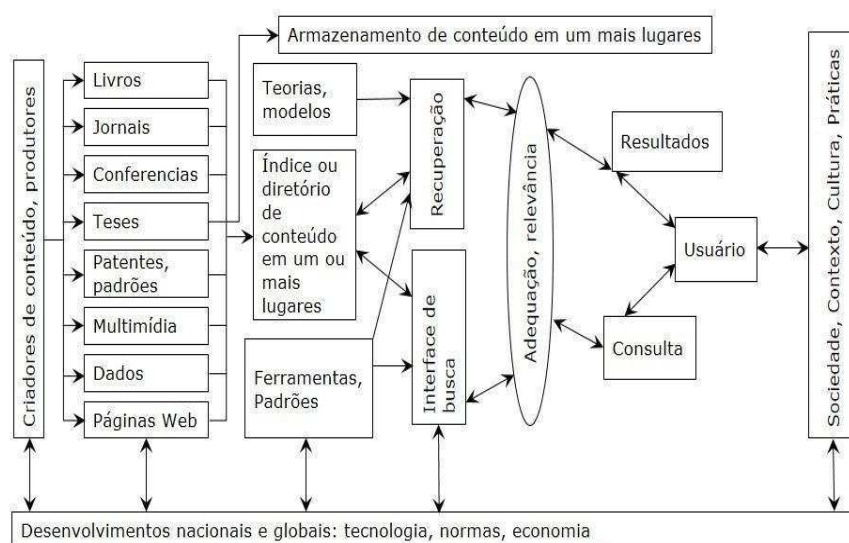 Armazenamento de conteúdo em um mais lugares
Criadores de conteúdo, produtores
Livros
Jornais
Conferencias
Teses
Patentes,
padrões
Multimídia
Dados
Páginas Web
Teorias,
modelos
Índice ou
diretório
de
conteúdo
em um ou
mais
lugares
Ferramentas,
Padrões
Recuperação
Interface de
busca
Adequação, relevância
Resultados
Usuário
Consulta
Sociedade, Contexto, Cultura, Práticas
Desenvolvimentos nacionais e globais: tecnologia, normas, economia